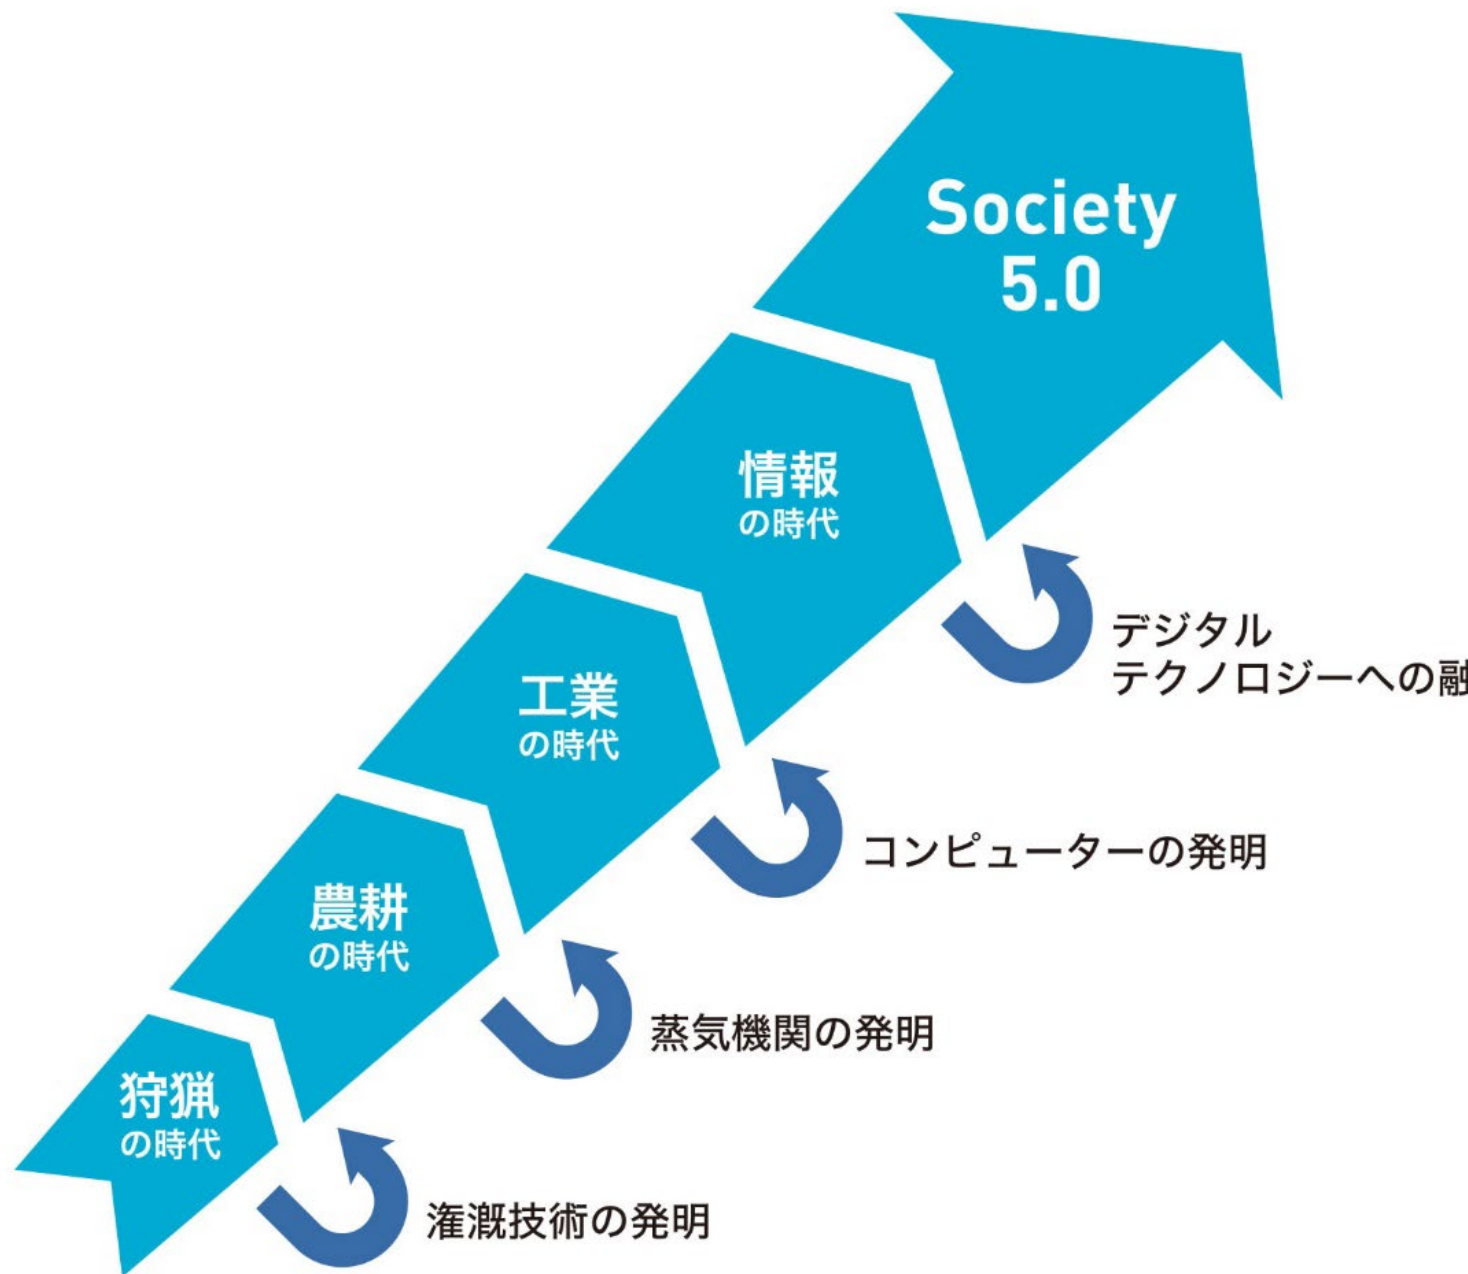 Society
5.0
情報
の時代
デジタル
テクノロジーへの融
工業
の時代
コンピューターの発明
農耕
の時代
蒸気機関の発明
狩猟
の時代
潅漑技術の発明